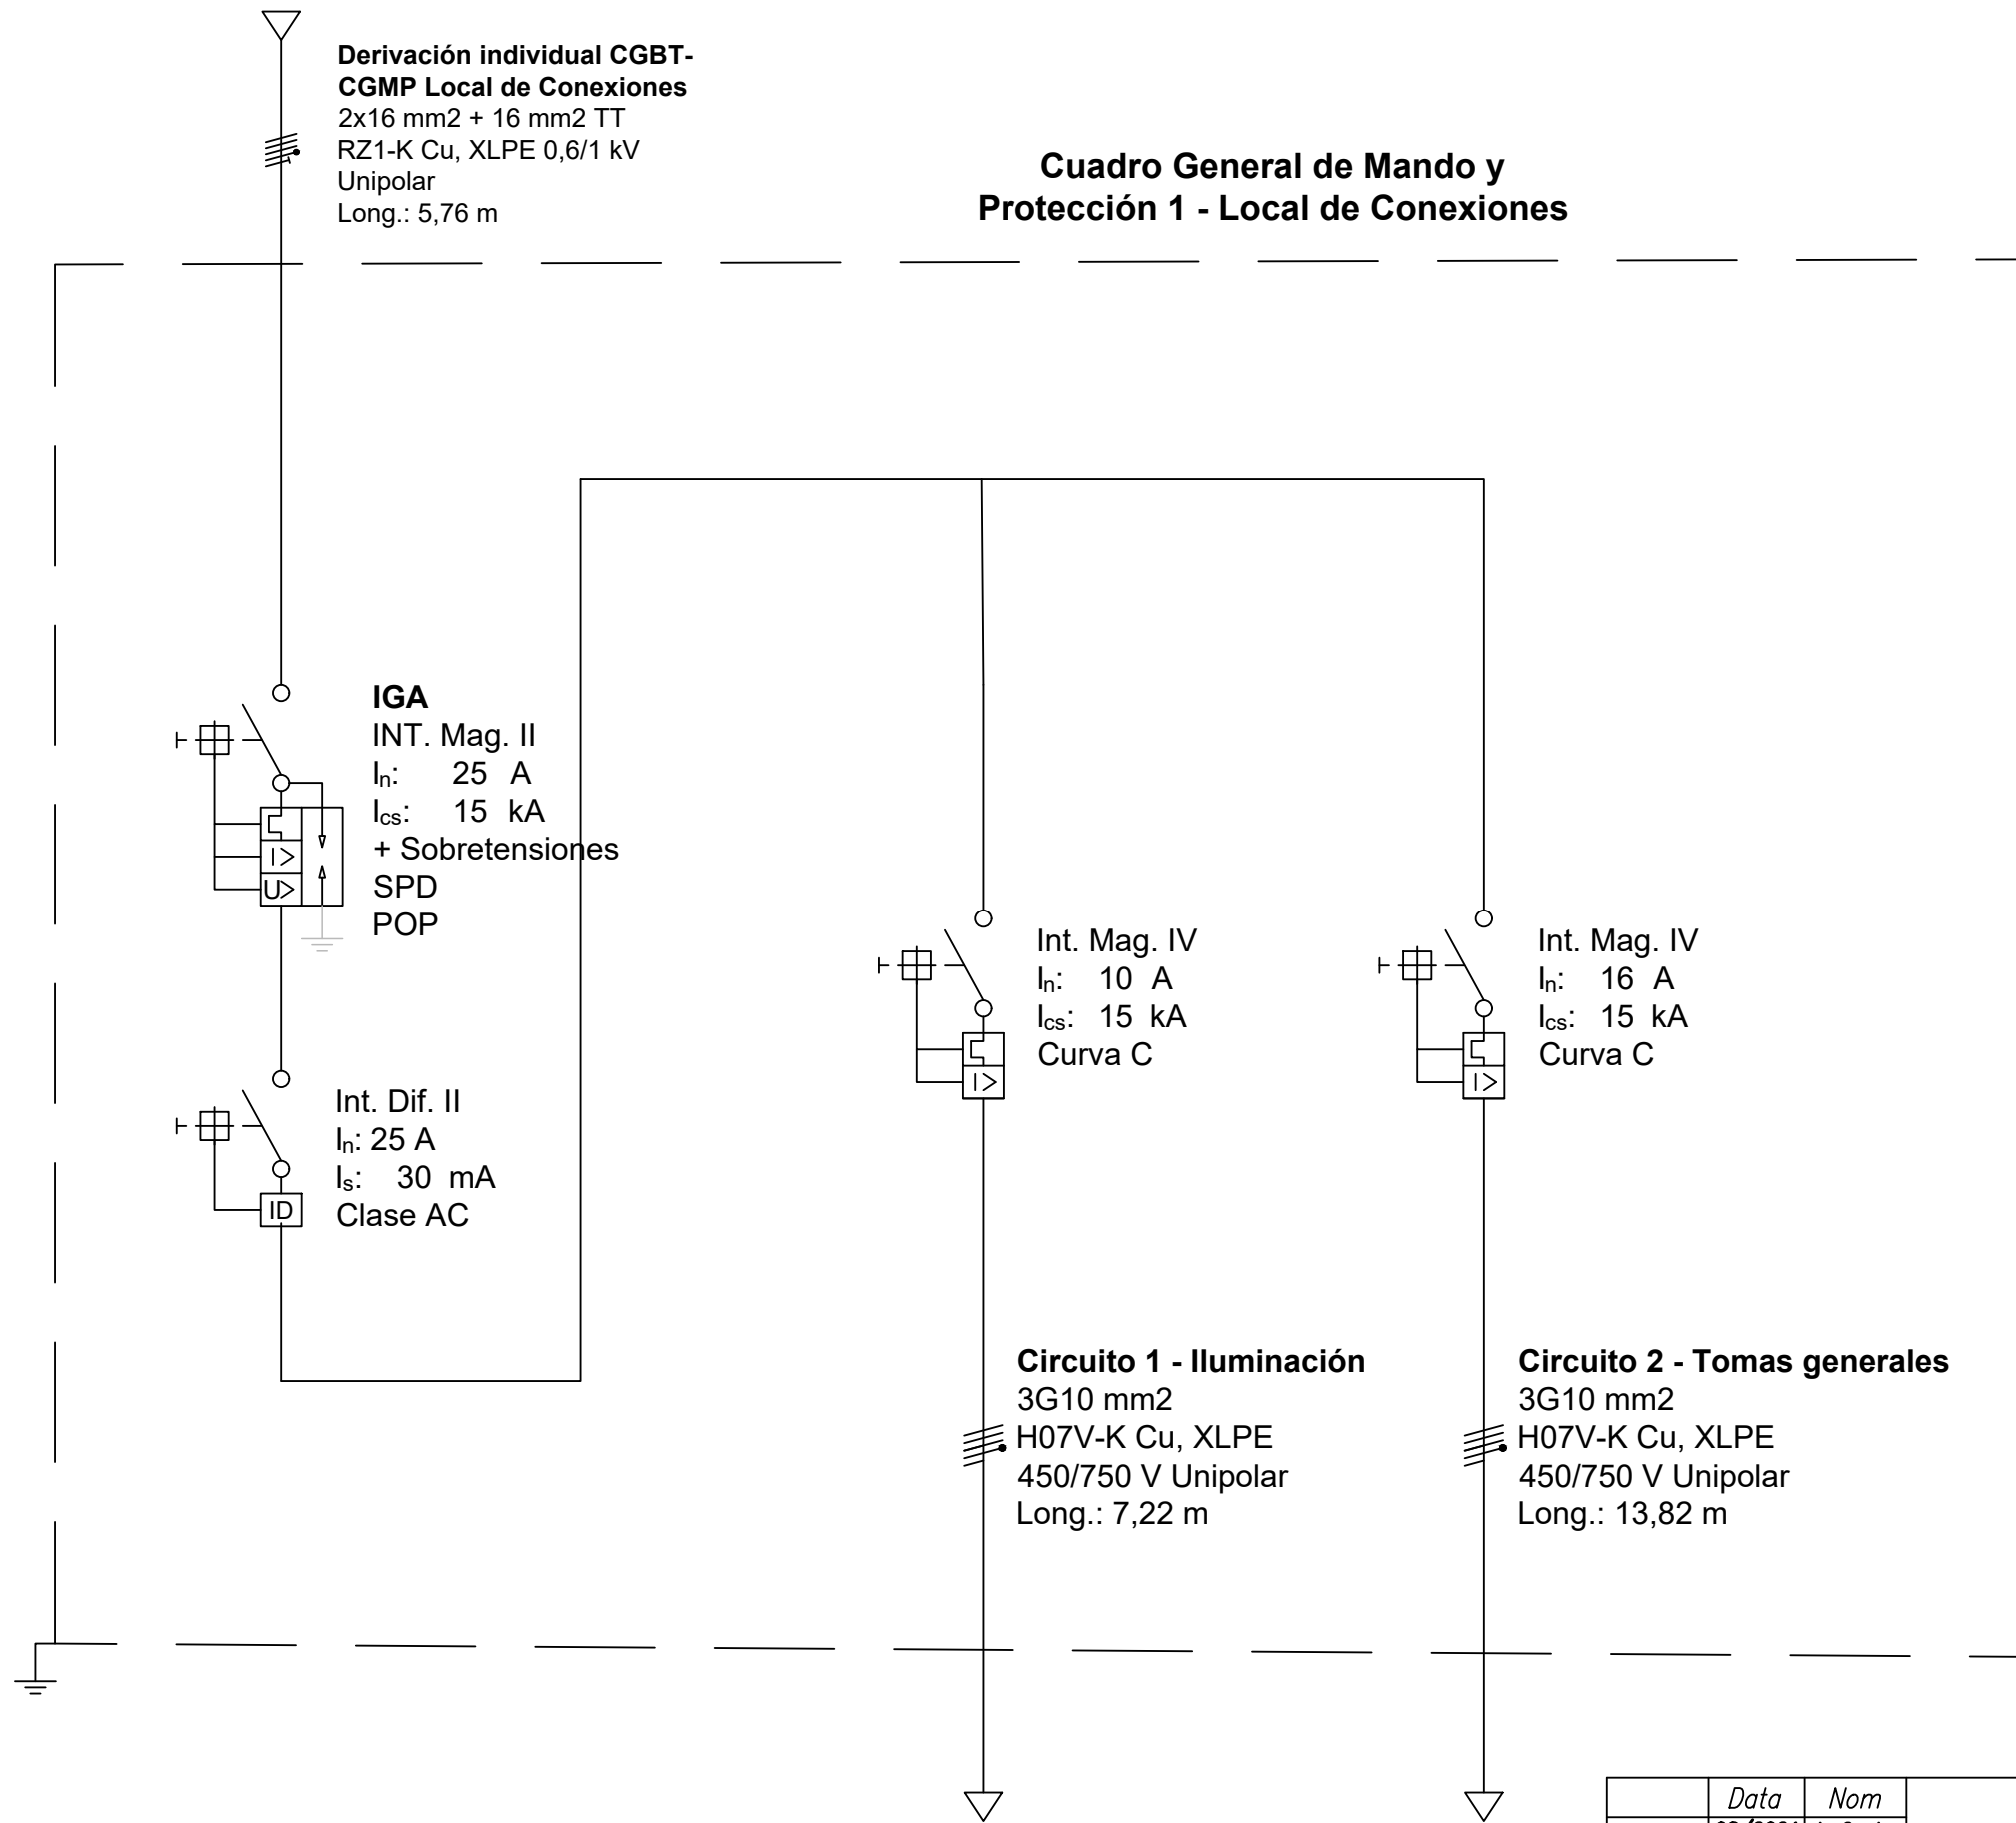 Derivación individual CGBT-
CGMP Local de Conexiones
2x16 mm2 + 16 mm2 TT
RZ1-K Cu, XLPE 0,6/1 kV
Unipolar
Long.: 5,76 m
Cuadro General de Mando y
Protección 1 - Local de Conexiones
IGA
INT. Mag. II
In: 25 A
Ics: 15 kA
+ Sobretensiones
SPD
POP
I>
U>
Int. Dif. II
In: 25 A
Is: 30 mA
Clase AC
ID
Int. Mag. IV
In: 10 A
Ics: 15 kA
Curva C
I>
Int. Mag. IV
In: 16 A
Ics: 15 kA
Curva C
I>
Circuito 1 - Iluminación
3G10 mm2
H07V-K Cu, XLPE
450/750 V Unipolar
Long.: 7,22 m
Circuito 2 - Tomas generales
3G10 mm2
H07V-K Cu, XLPE
450/750 V Unipolar
Long.: 13,82 m
Data Nom